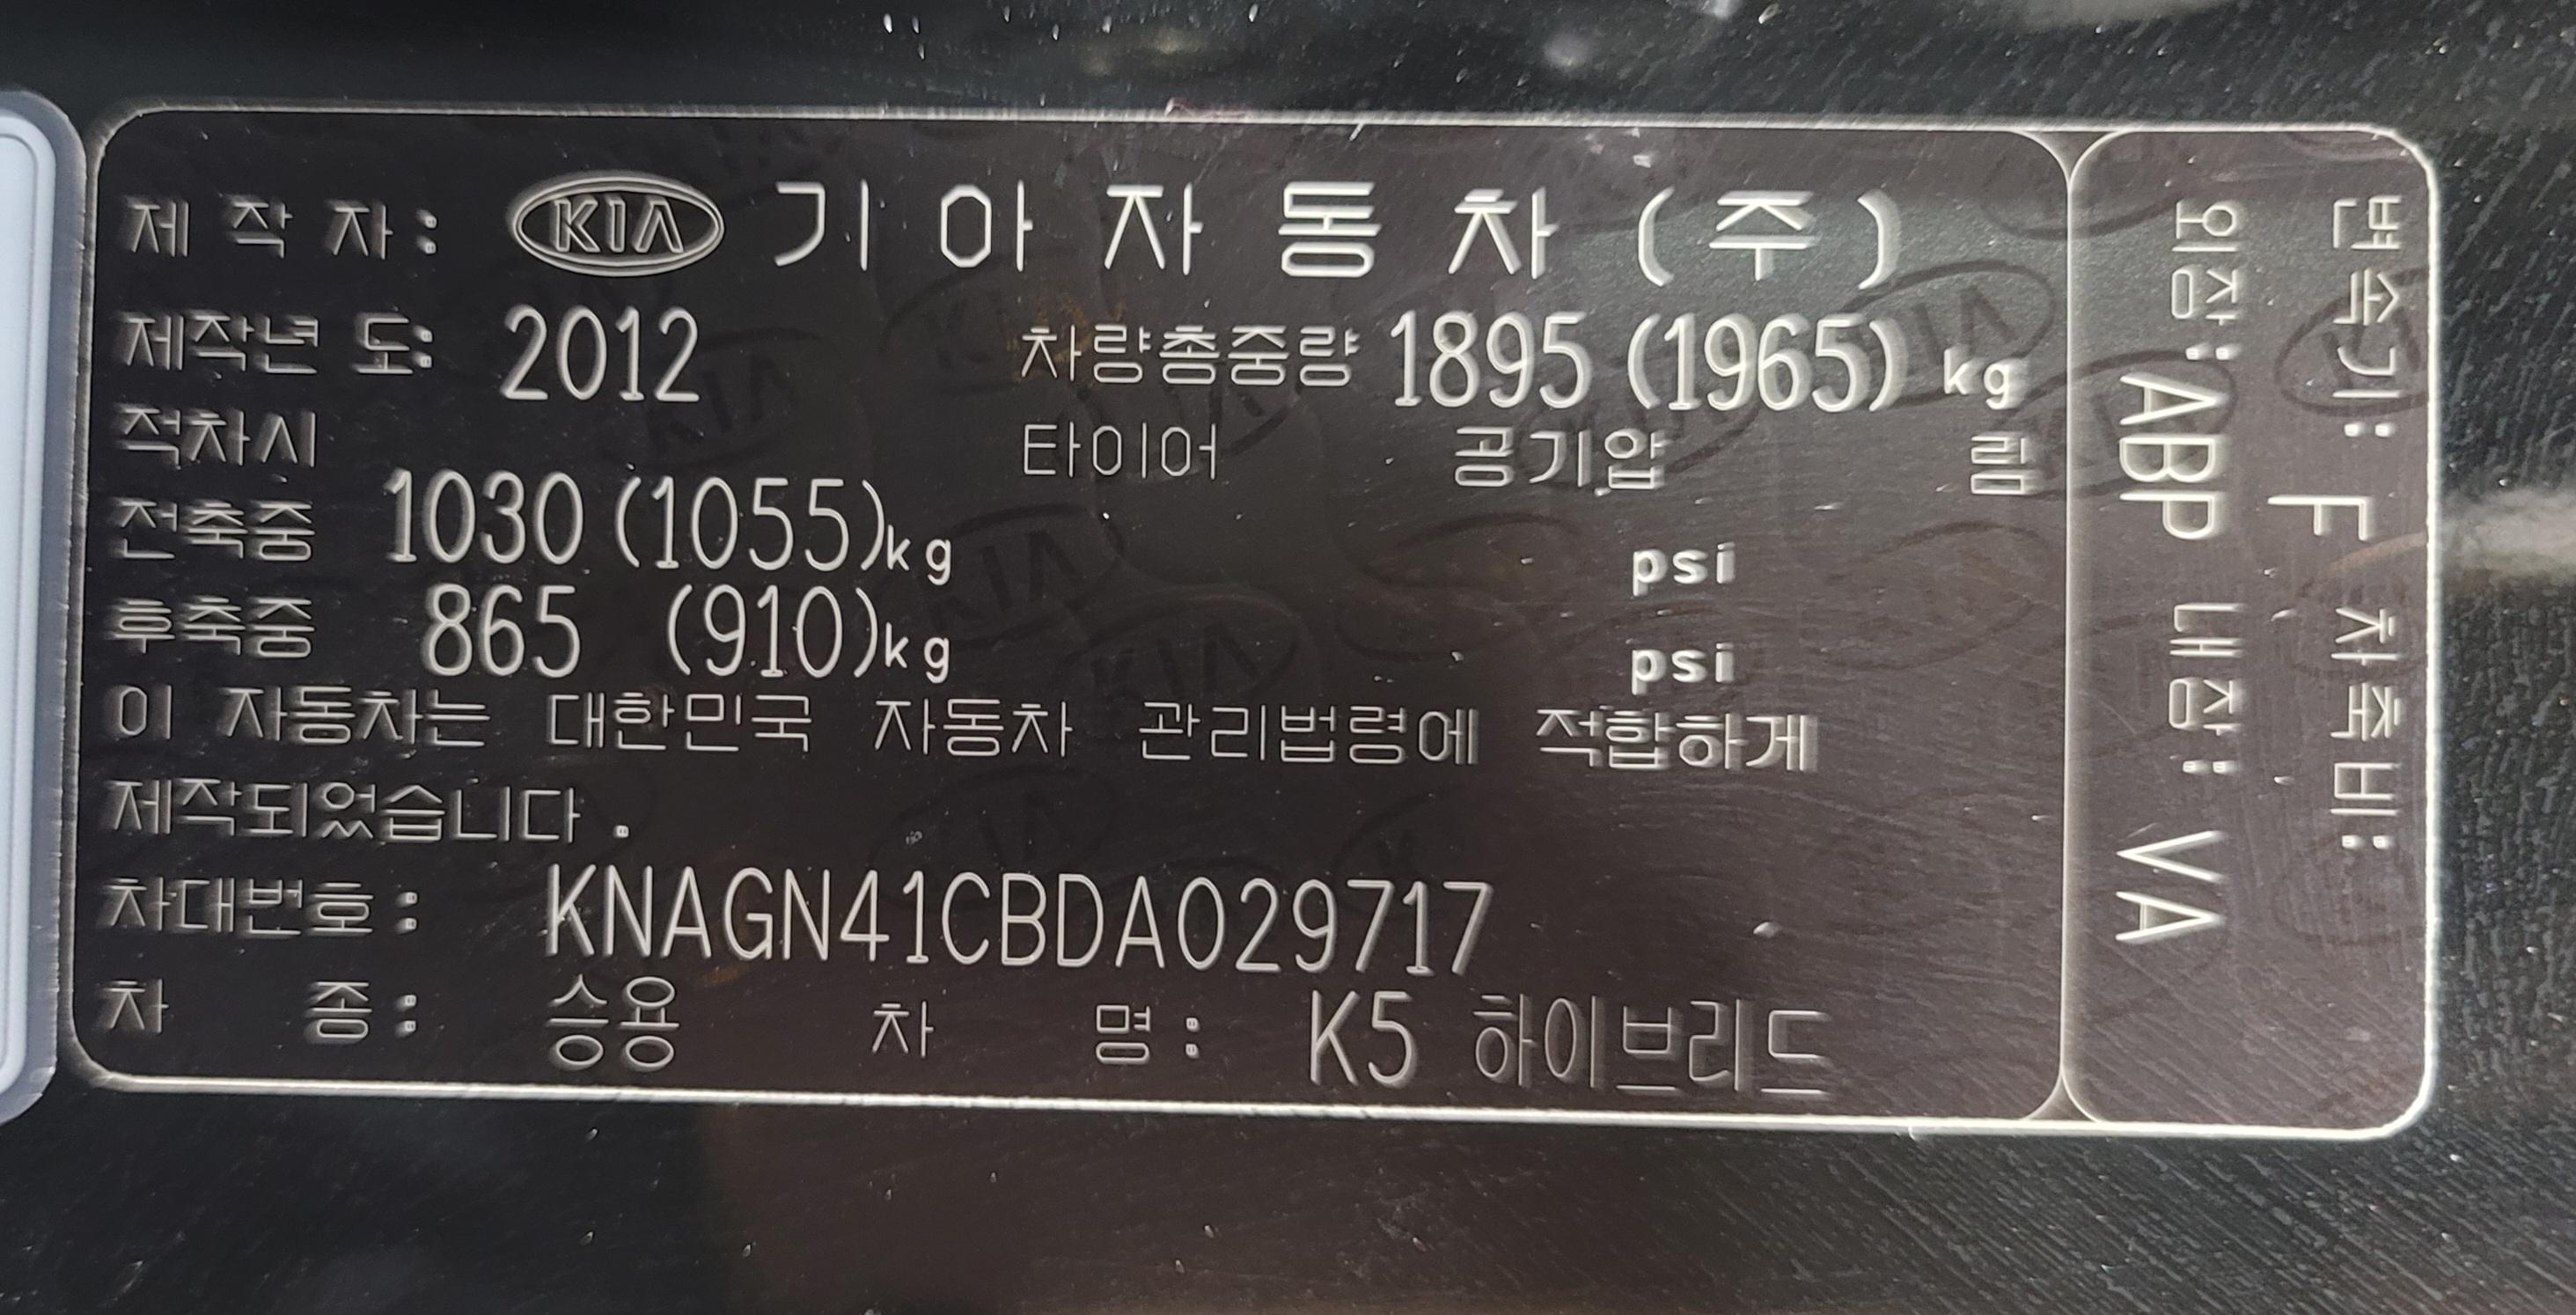 제 작 자 : KIA 기 아 자 동 차 (주)
제작년 도: 2012 차량총중량 1895 (1965) kg
적차시 타이어 공기압 림
전축중 1030 (1055)kg psi
후축중 865 (910)kg psi
이 자동차는 대한민국 자동차 관리법령에 적합하게
제작되었습니다 .
차대번호 : KNAGN41CBDA029717
차 종 : 승용 차 명 : K5 하이브리드
변속기: F 차축비:
외장: ABP 내장: VA